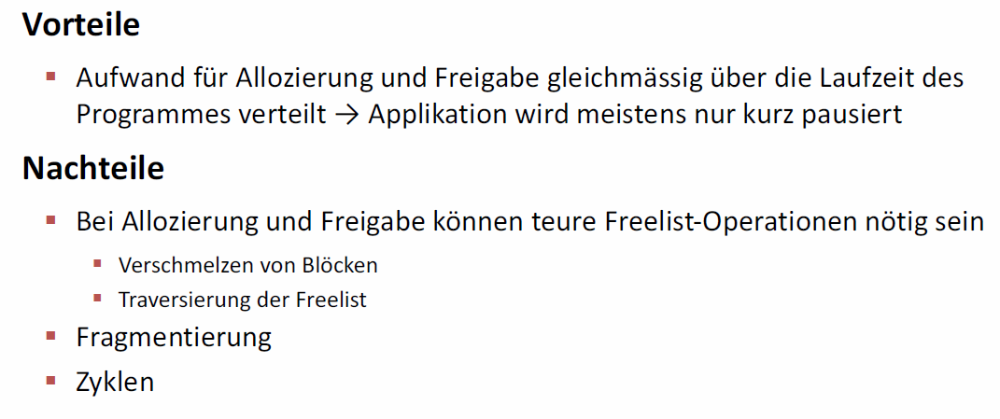 Vorteile
Aufwand für Allozierung und Freigabe gleichmässig über die Laufzeit des
Programmes verteilt → Applikation wird meistens nur kurz pausiert
Nachteile
Bei Allozierung und Freigabe können teure Freelist-Operationen nötig sein
Verschmelzen von Blöcken
Traversierung der Freelist
Fragmentierung
Zyklen